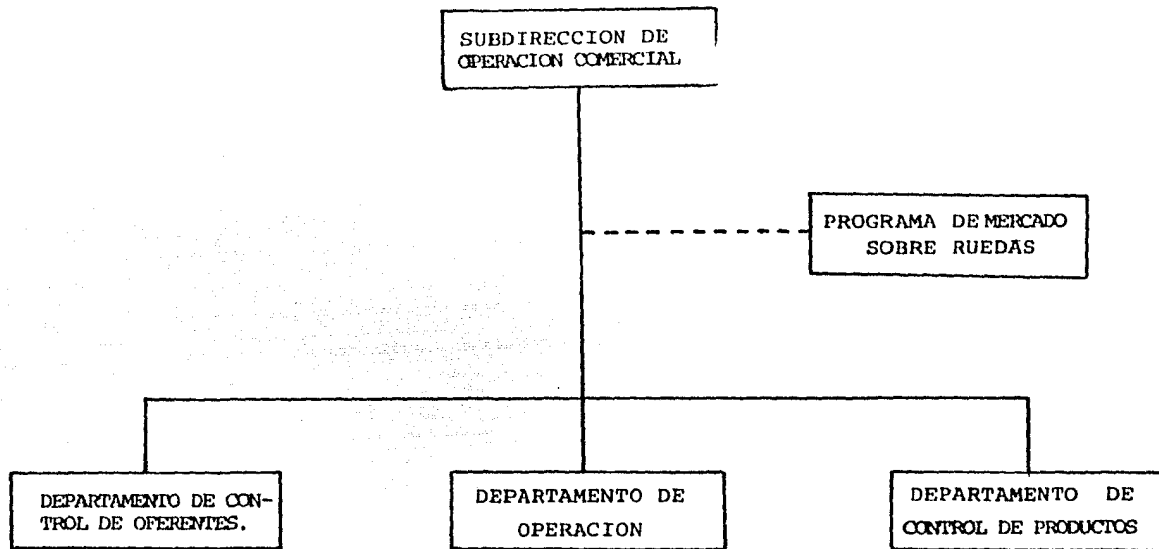 SUBDIRECCION DE
OPERACION COMERCIAL
PROGRAMA DE MERCADO
SOBRE RUEDAS
DEPARTAMENTO DE CON-
TROL DE OFERENTES.
DEPARTAMENTO DE
OPERACION
DEPARTAMENTO DE
CONTROL DE PRODUCTOS